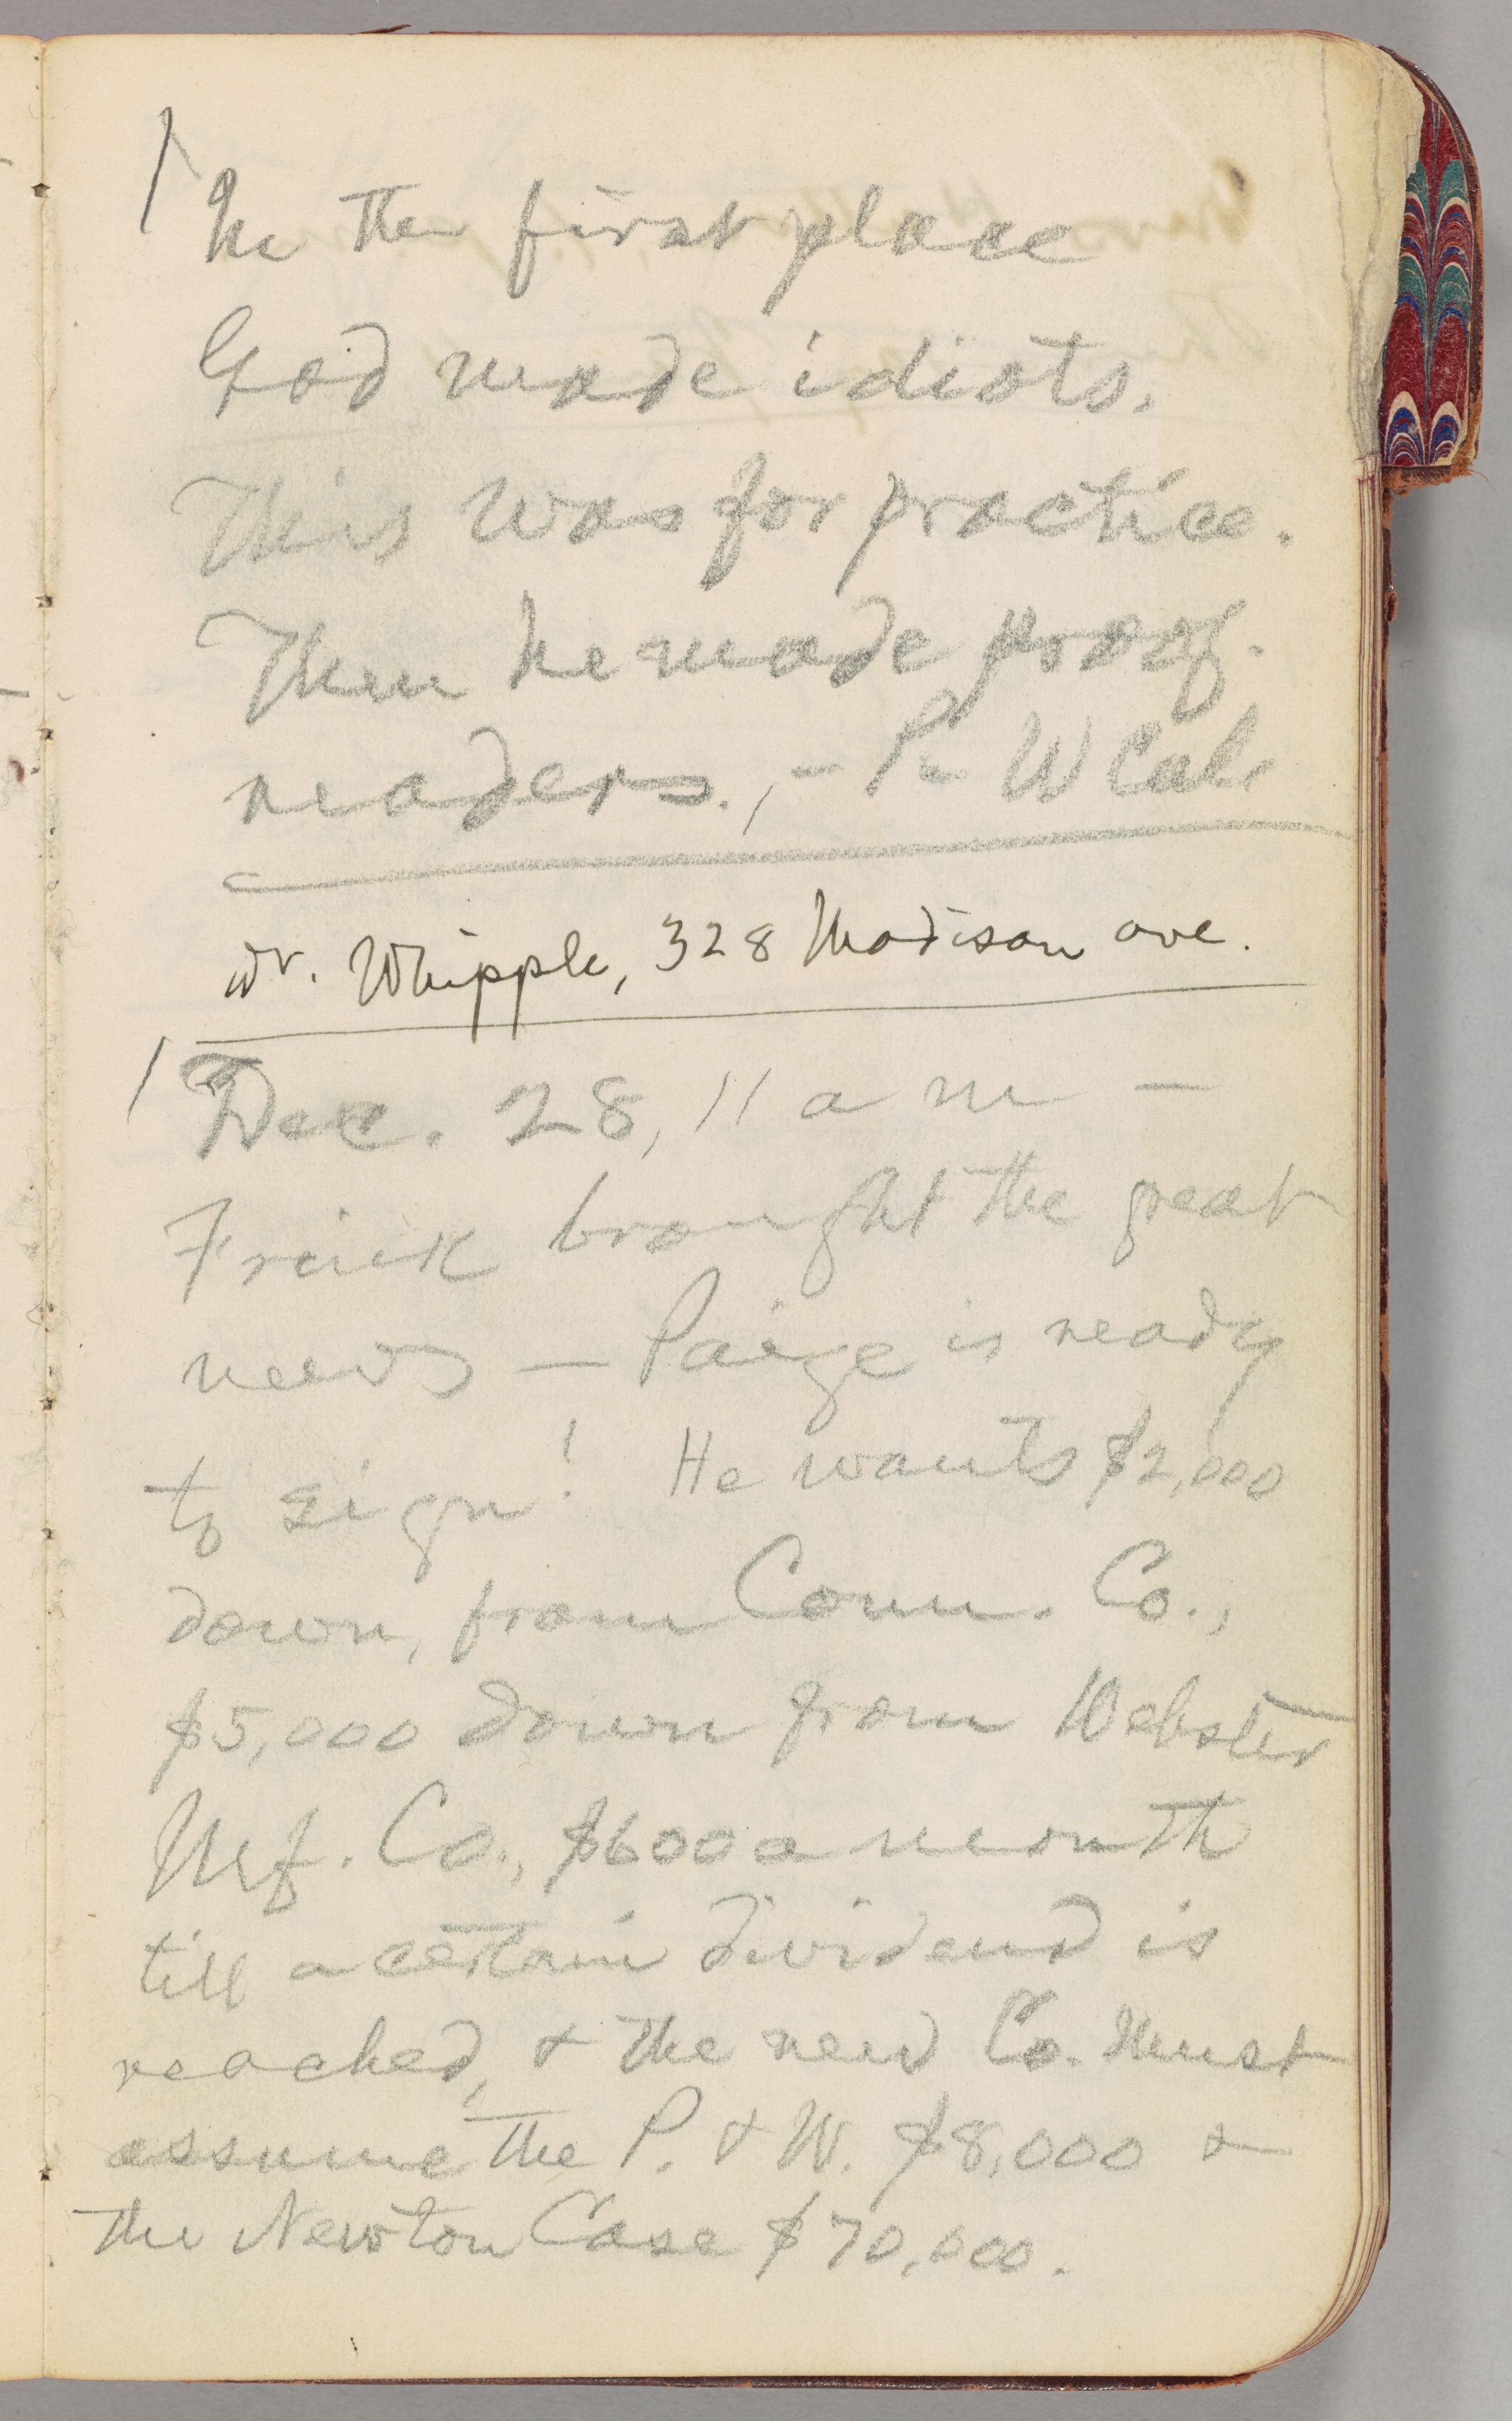 In the first place
God made idiots.
This was for practice.
Then he made proof-
readers.,— P. W Cal.
Dr. Whipple, 328 Madison ave.
Dec. 28, 11 a m —
Frink brought the great
news — Paige is ready
to sign! He wants $2,000
down, from Conn. Co.,
$5,000 down from Webster
Mf. Co., $600 a month
till a certain dividend is
reached, & the new Co. must
assume the P. & W. $8,000 &
the Newton Case $70,000.